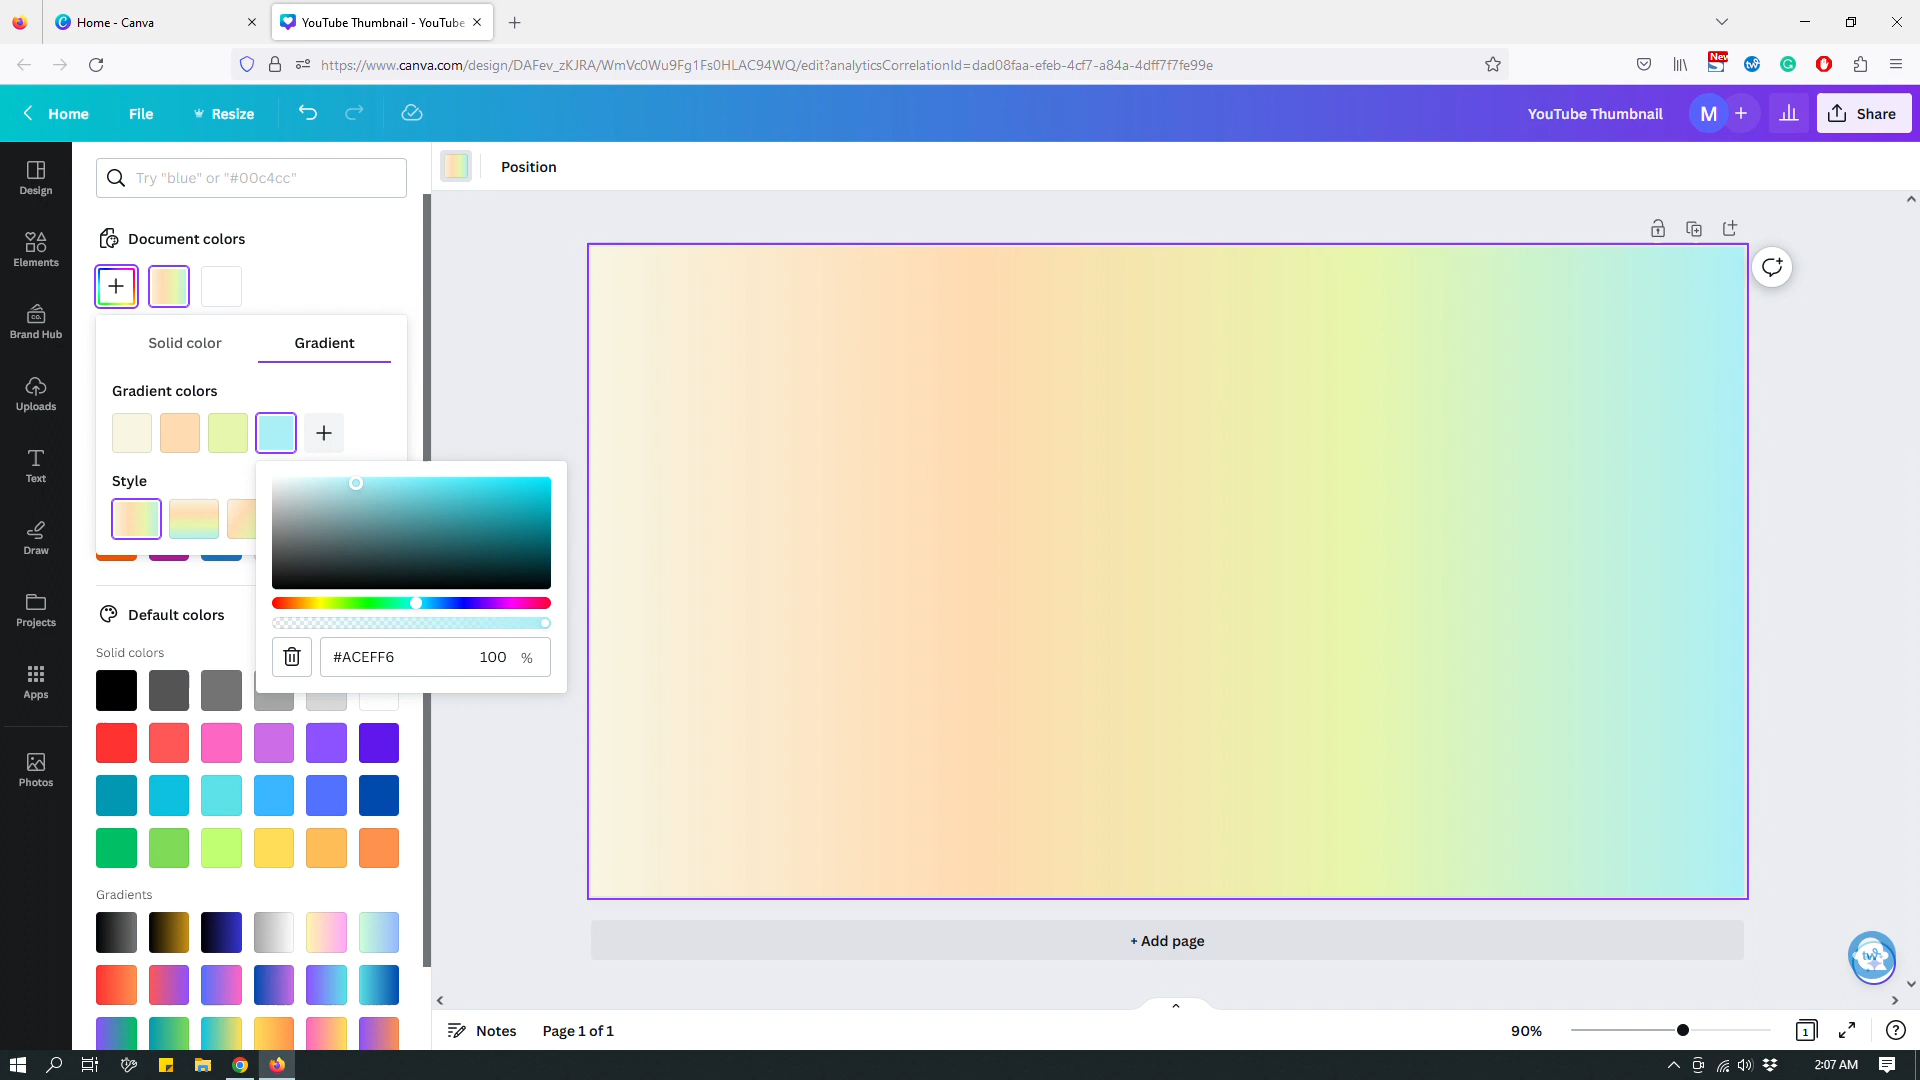 Home - Canva
YouTube Thumbnail - YouTube
https://www.canva.com/design/DAFev_zKJRA/WmVc0Wu9Fg1Fs0HLAC94WQ/edit?analyticsCorrelationId=dad08faa-efeb-4cf7-a84a-4dff7f7fe99e
New
Home
File
Resize
YouTube Thumbnail
M
Share
Design
Elements
Brand Hub
Uploads
Text
Draw
Projects
Apps
Photos
Try "blue" or "#00c4cc"
Position
Document colors
Solid color
Gradient
Gradient colors
Style
#ACEFF6 100 %
Default colors
Solid colors
Gradients
+ Add page
Notes
Page 1 of 1
90%
1
2:07 AM